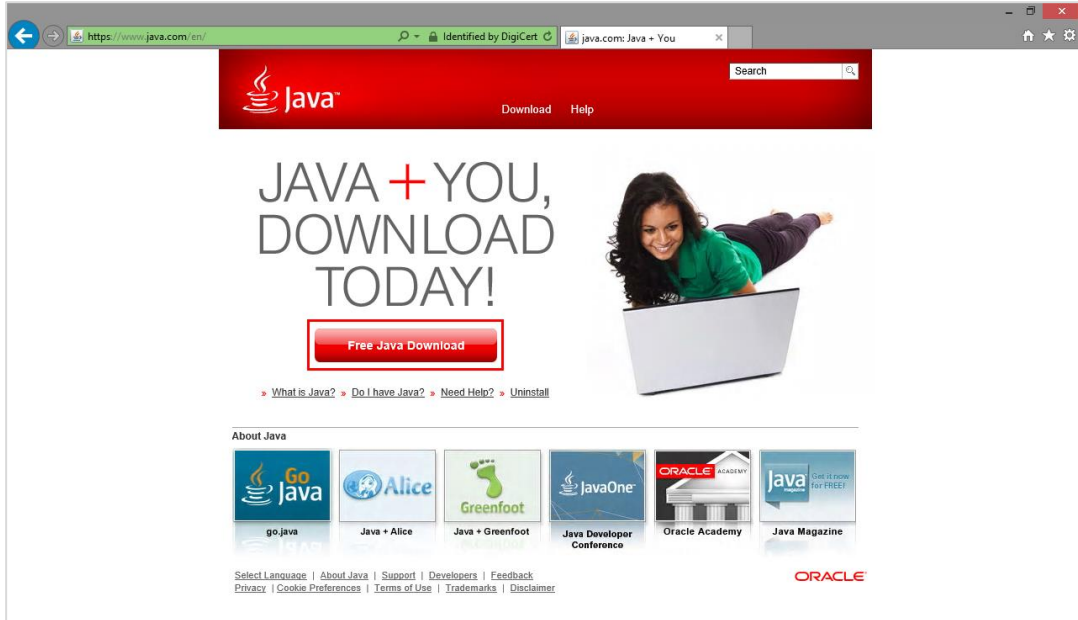 https://www.java.com/en/
Identified by DigiCert
java.com: Java + You
Java™
Search
Download Help
JAVA + YOU,
DOWNLOAD
TODAY!
Free Java Download
» What is Java? » Do I have Java? » Need Help? » Uninstall
About Java
Go
Java
Alice
Greenfoot
JavaOne
ORACLE ACADEMY
Java magazine
Get it now
for FREE!
go.java
Java + Alice
Java + Greenfoot
Java Developer
Conference
Oracle Academy
Java Magazine
Select Language | About Java | Support | Developers | Feedback
Privacy | Cookie Preferences | Terms of Use | Trademarks | Disclaimer
ORACLE